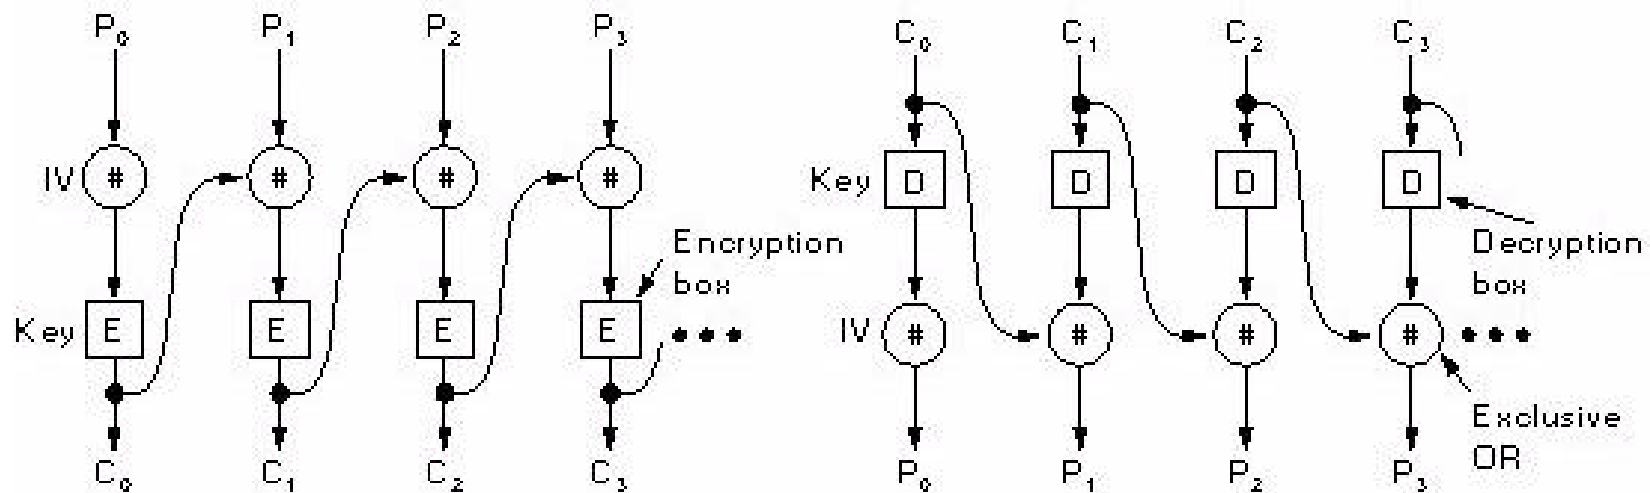 P₀ P₁ P₂ P₃
IV # # # #
Encryption
box
Key E E E E •••
C₀ C₁ C₂ C₃
C₀ C₁ C₂ C₃
Key D D D D
Decryption
box
IV # # # # •••
Exclusive
OR
P₀ P₁ P₂ P₃